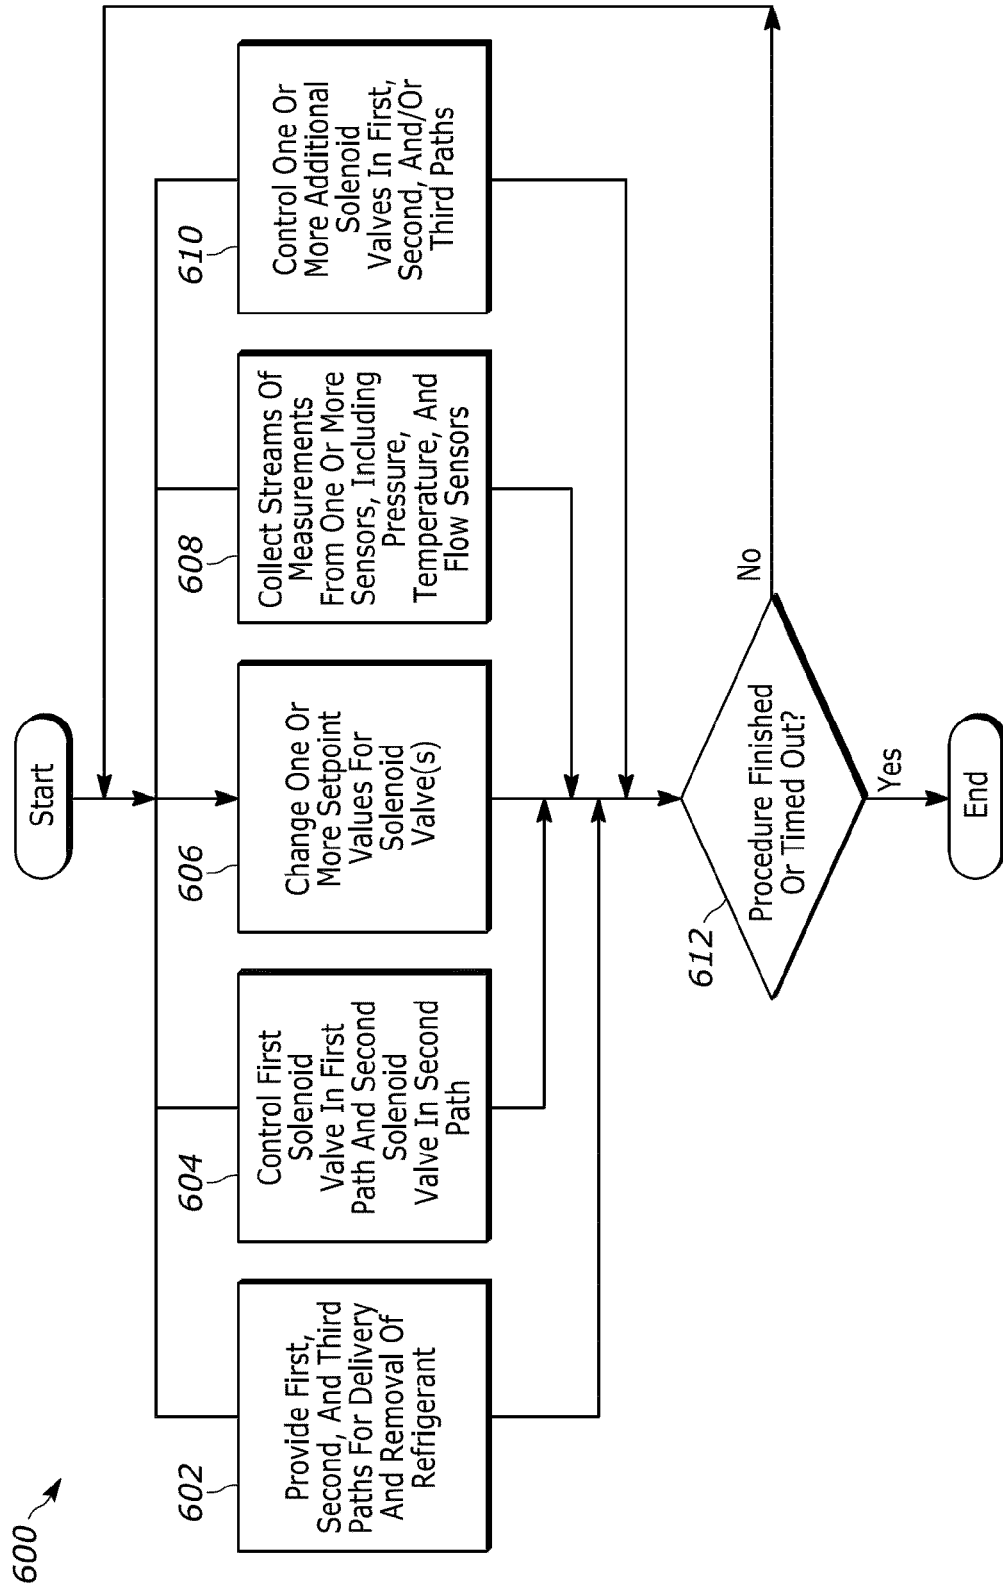 600
Start
602
Provide First,
Second, And Third
Paths For Delivery
And Removal Of
Refrigerant
604
Control First
Solenoid
Valve In First
Path And Second
Solenoid
Valve In Second
Path
606
Change One Or
More Setpoint
Values For
Solenoid
Valve(s)
608
Collect Streams Of
Measurements
From One Or More
Sensors, Including
Pressure,
Temperature, And
Flow Sensors
610
Control One Or
More Additional
Solenoid
Valves In First,
Second, And/Or
Third Paths
612
Procedure Finished
Or Timed Out?
No
Yes
End